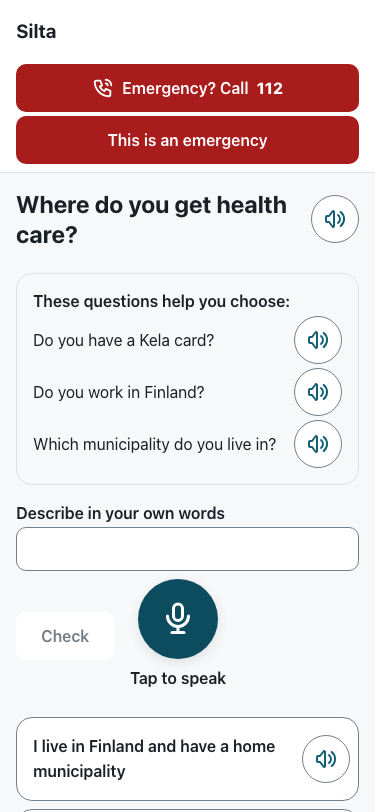 Silta
Emergency? Call 112
This is an emergency
Where do you get health
care?
These questions help you choose:
Do you have a Kela card?
Do you work in Finland?
Which municipality do you live in?
Describe in your own words
Check
Tap to speak
I live in Finland and have a home
municipality